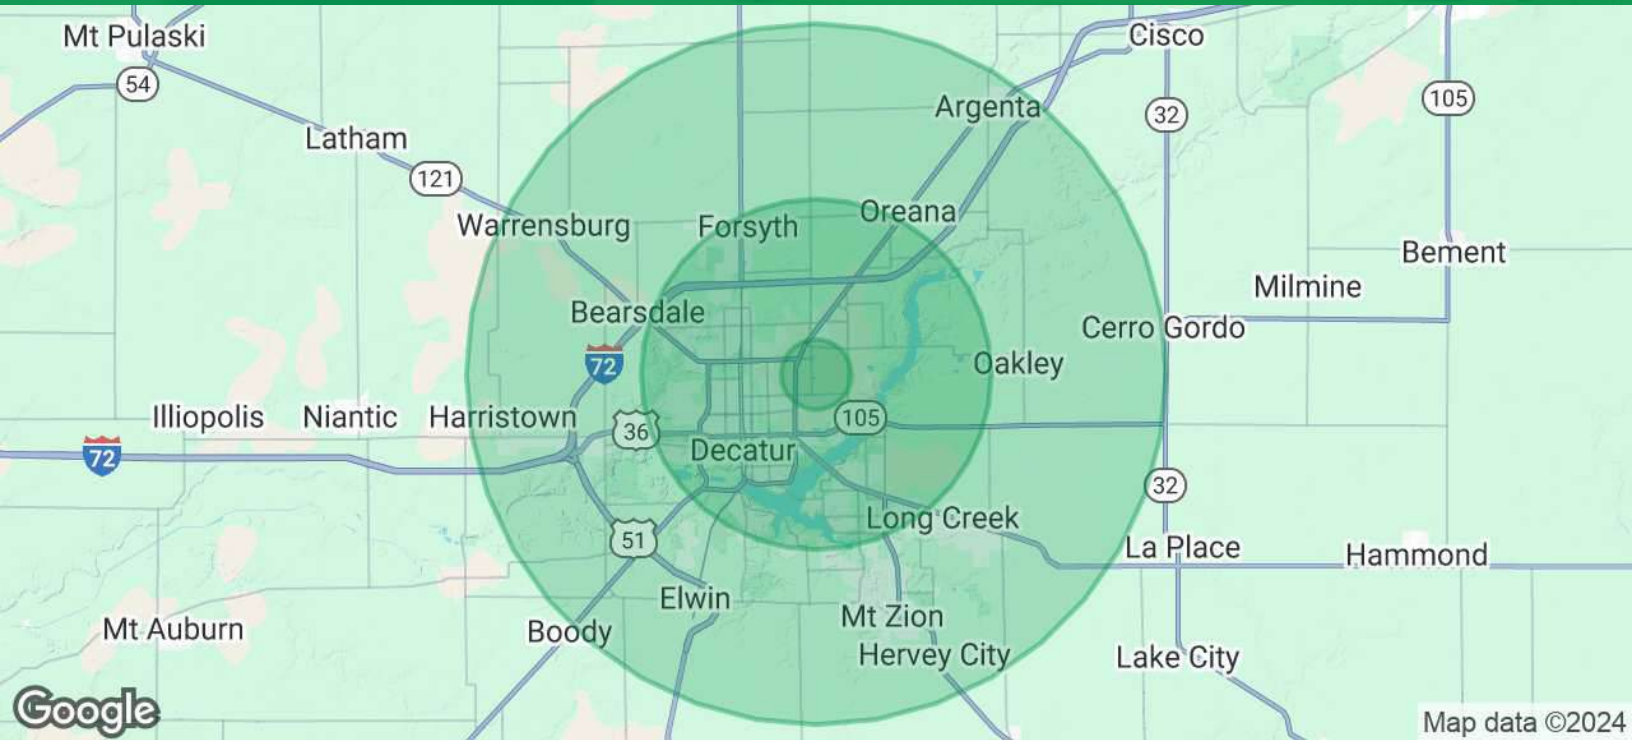 Mt Pulaski
Cisco
54
105
Argenta
32
Latham
121
Warrensburg
Forsyth
Oreana
Bement
Milmine
Bearsdale
Cerro Gordo
72
Oakley
Illiopolis
Niantic
Harristown
36
105
72
Decatur
32
Long Creek
51
La Place
Hammond
Elwin
Mt Zion
Mt Auburn
Boody
Hervey City
Lake City
Google
Map data ©2024